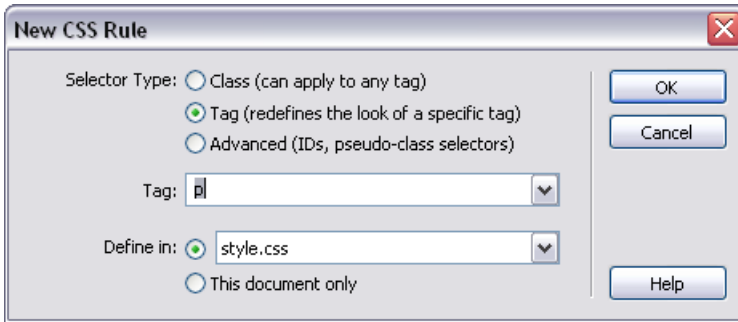 New CSS Rule
Selector Type: Class (can apply to any tag)
OK
Tag (redefines the look of a specific tag)
Advanced (IDs, pseudo-class selectors)
Cancel
Tag: p
Define in: style.css
This document only
Help